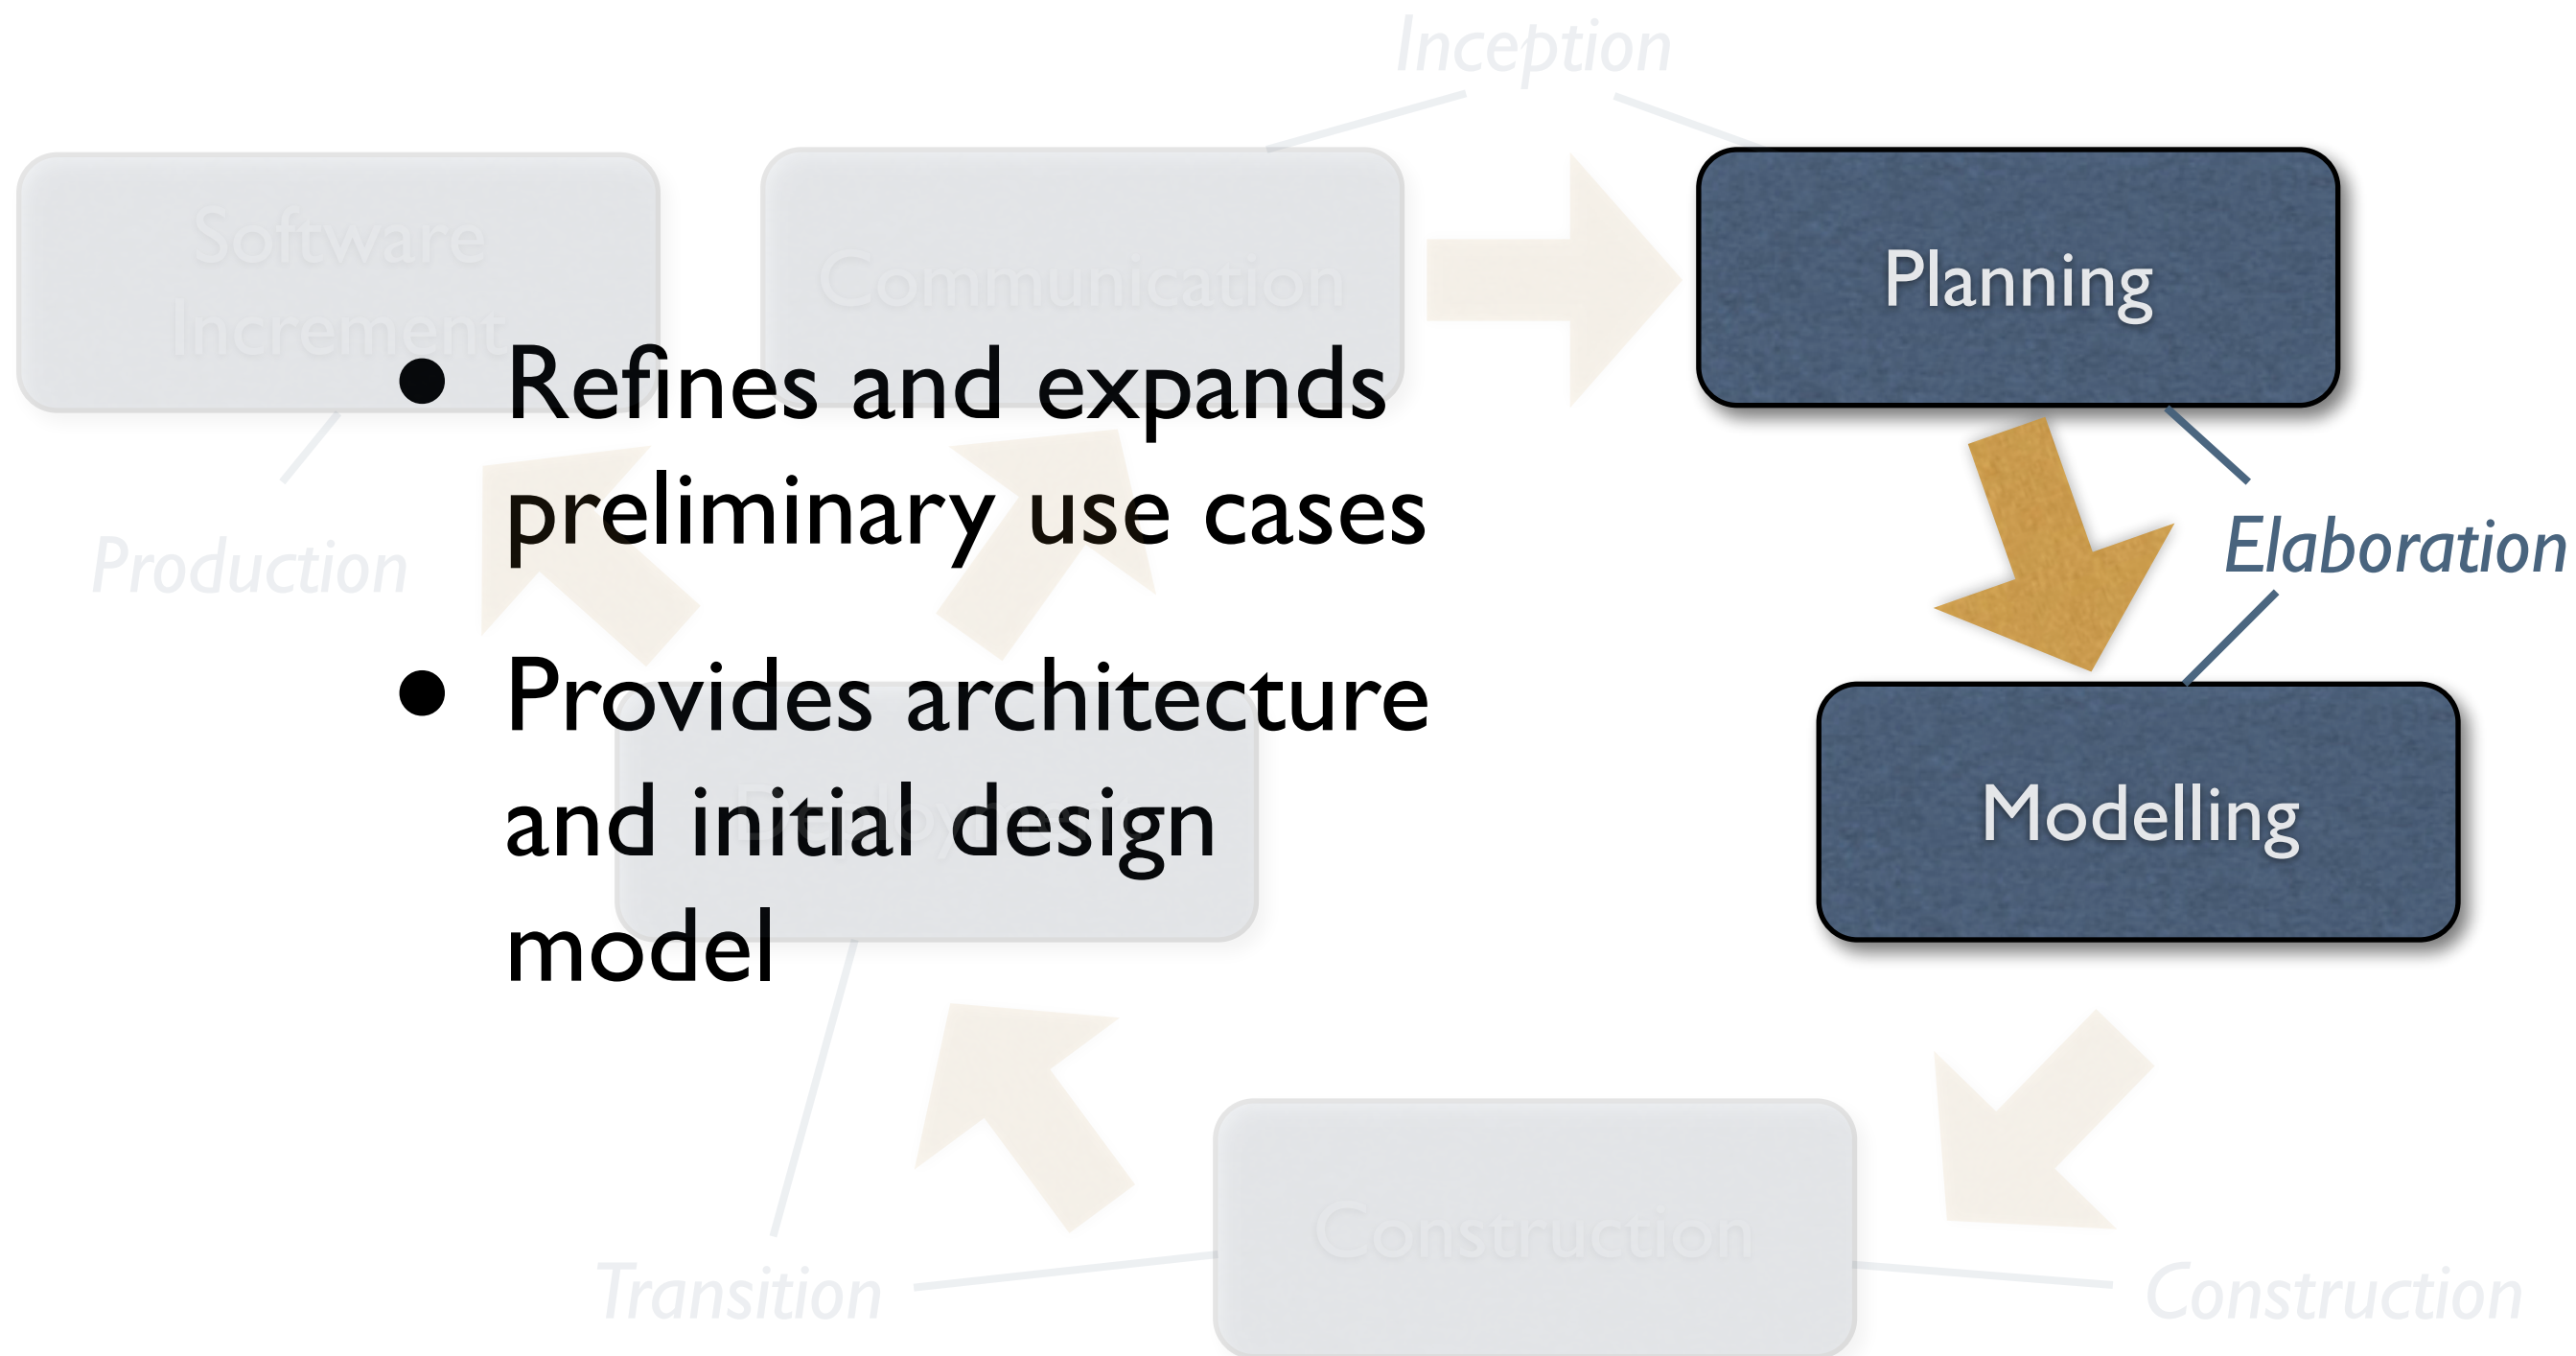 Inception
Software
Increment
Communication
Planning
• Refines and expands
preliminary use cases
Production
Elaboration
• Provides architecture
and initial design
model
Deployment
Modelling
Construction
Transition
Construction